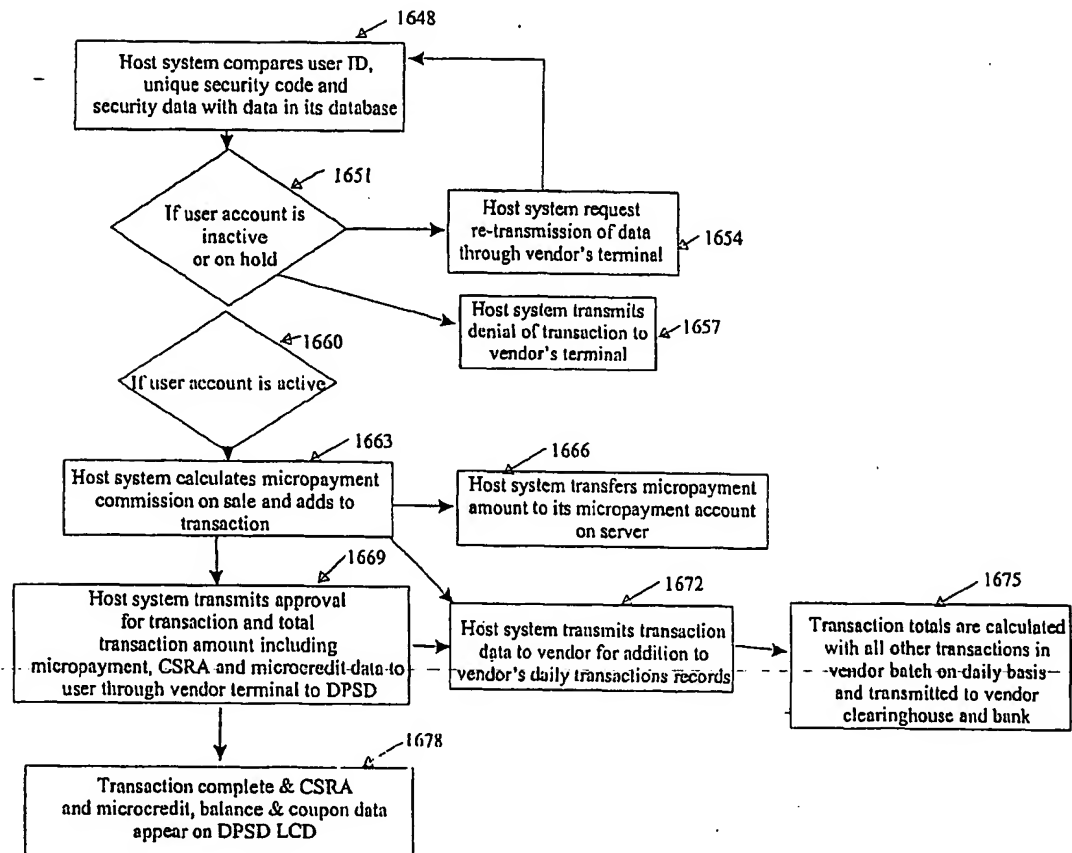 1648
Host system compares user ID,
unique security code and
security data with data in its database
1651
If user account is
inactive
or on hold
Host system request
re-transmission of data
through vendor's terminal
1654
Host system transmits
denial of transaction to
vendor's terminal
1657
1660
If user account is active
1663
Host system calculates micropayment
commission on sale and adds to
transaction
1666
Host system transfers micropayment
amount to its micropayment account
on server
1669
Host system transmits approval
for transaction and total
transaction amount including
micropayment, CSRA and microcredit data to
user through vendor terminal to DPSD
1672
Host system transmits transaction
data to vendor for addition to
vendor's daily transactions records
1675
Transaction totals are calculated
with all other transactions in
vendor batch on daily basis
and transmitted to vendor
clearinghouse and bank
1678
Transaction complete & CSRA
and microcredit, balance & coupon data
appear on DPSD LCD